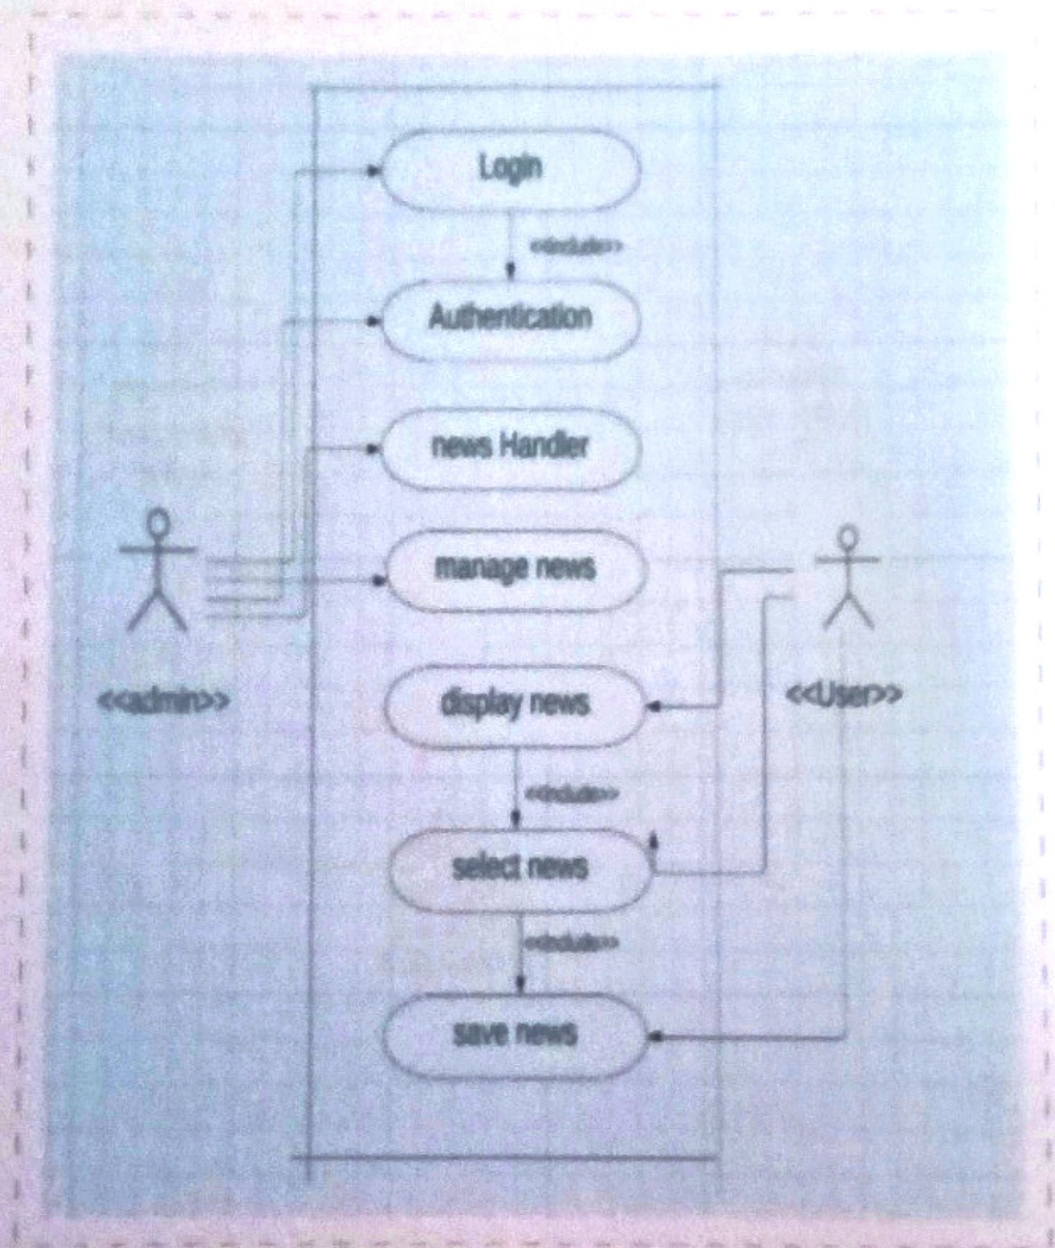 Login
<<include>>
Authentication
news Handler
manage news
<<admin>>
display news
<<User>>
<<include>>
select news
<<include>>
save news